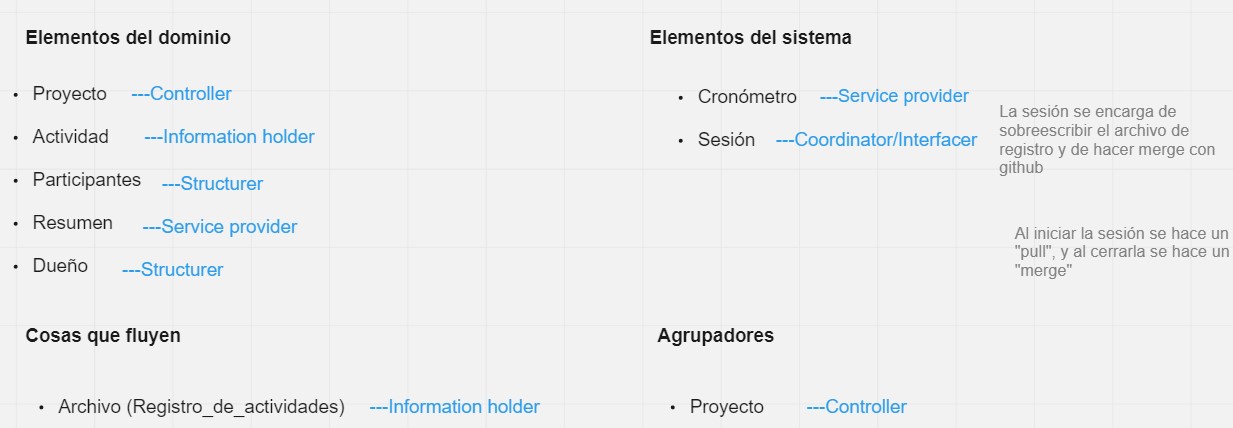 Elementos del dominio
• Proyecto ---Controller
• Actividad ---Information holder
• Participantes ---Structurer
• Resumen ---Service provider
• Dueño ---Structurer
Elementos del sistema
• Cronómetro ---Service provider
• Sesión ---Coordinator/Interfacer
La sesión se encarga de
sobreescribir el archivo de
registro y de hacer merge con
github
Al iniciar la sesión se hace un
"pull", y al cerrarla se hace un
"merge"
Cosas que fluyen
• Archivo (Registro_de_actividades) ---Information holder
Agrupadores
• Proyecto ---Controller